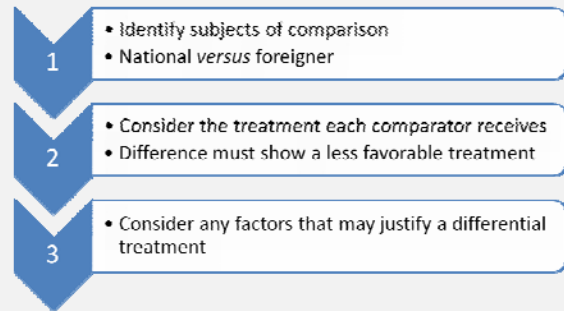 1
• Identify subjects of comparison
• National versus foreigner
2
• Consider the treatment each comparator receives
• Difference must show a less favorable treatment
3
• Consider any factors that may justify a differential
treatment